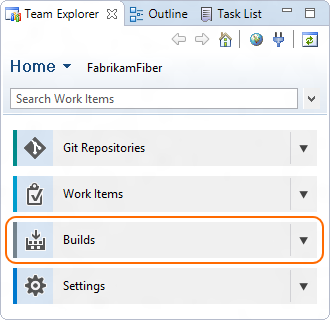 Team Explorer Outline Task List
Home FabrikamFiber
Search Work Items
Git Repositories
Work Items
Builds
Settings